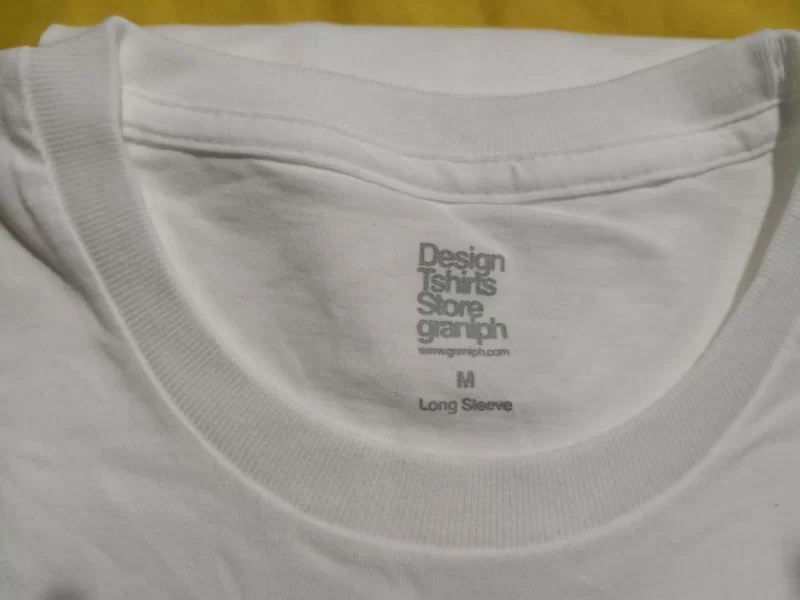 Design
Tshirts
Store
graniph
www.graniph.com
M
Long Sleeve